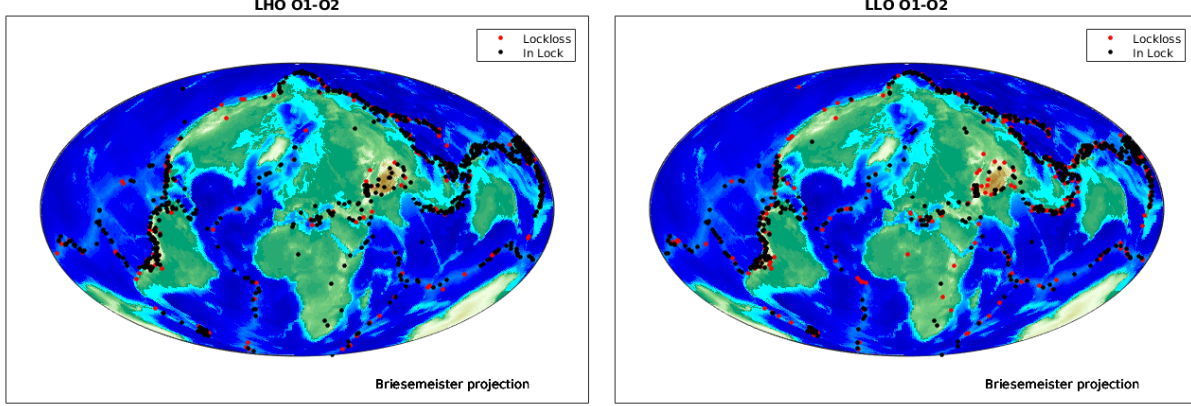 LHO O1-O2
Lockloss
In Lock
Briesemeister projection
LLO O1-O2
Lockloss
In Lock
Briesemeister projection